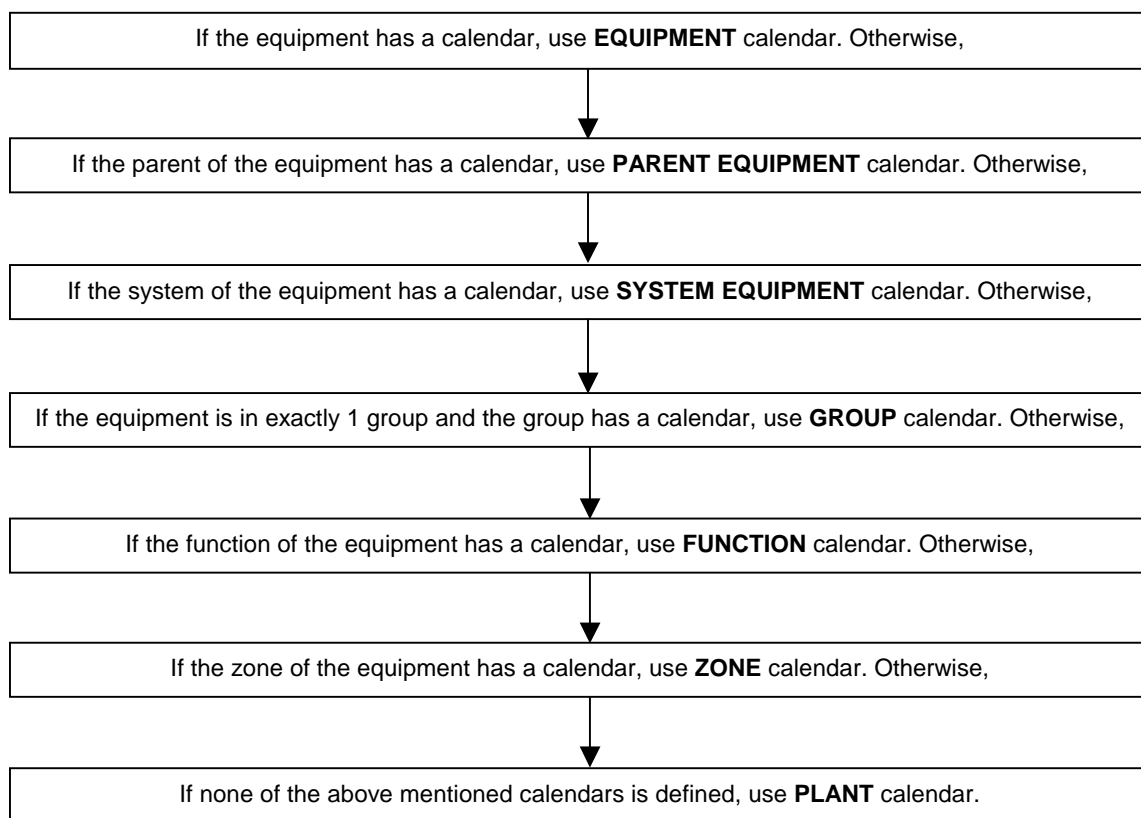 If the equipment has a calendar, use EQUIPMENT calendar. Otherwise,
If the parent of the equipment has a calendar, use PARENT EQUIPMENT calendar. Otherwise,
If the system of the equipment has a calendar, use SYSTEM EQUIPMENT calendar. Otherwise,
If the equipment is in exactly 1 group and the group has a calendar, use GROUP calendar. Otherwise,
If the function of the equipment has a calendar, use FUNCTION calendar. Otherwise,
If the zone of the equipment has a calendar, use ZONE calendar. Otherwise,
If none of the above mentioned calendars is defined, use PLANT calendar.